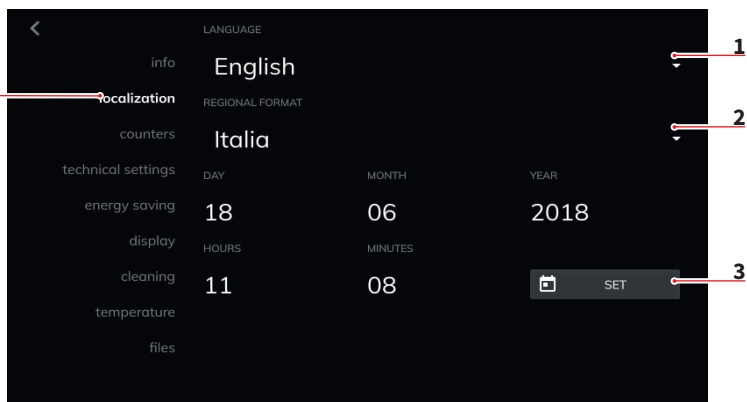 LANGUAGE
1
info
English
localization
REGIONAL FORMAT
2
counters
Italia
technical settings
DAY MONTH YEAR
energy saving
18 06 2018
display
HOURS MINUTES
cleaning
11 08 SET
3
temperature
files